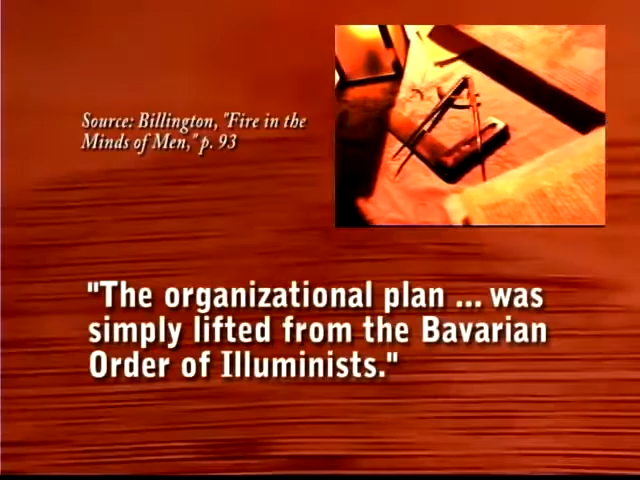 Source: Billington, "Fire in the
Minds of Men," p. 93
"The organizational plan ... was
simply lifted from the Bavarian
Order of Illuminists."